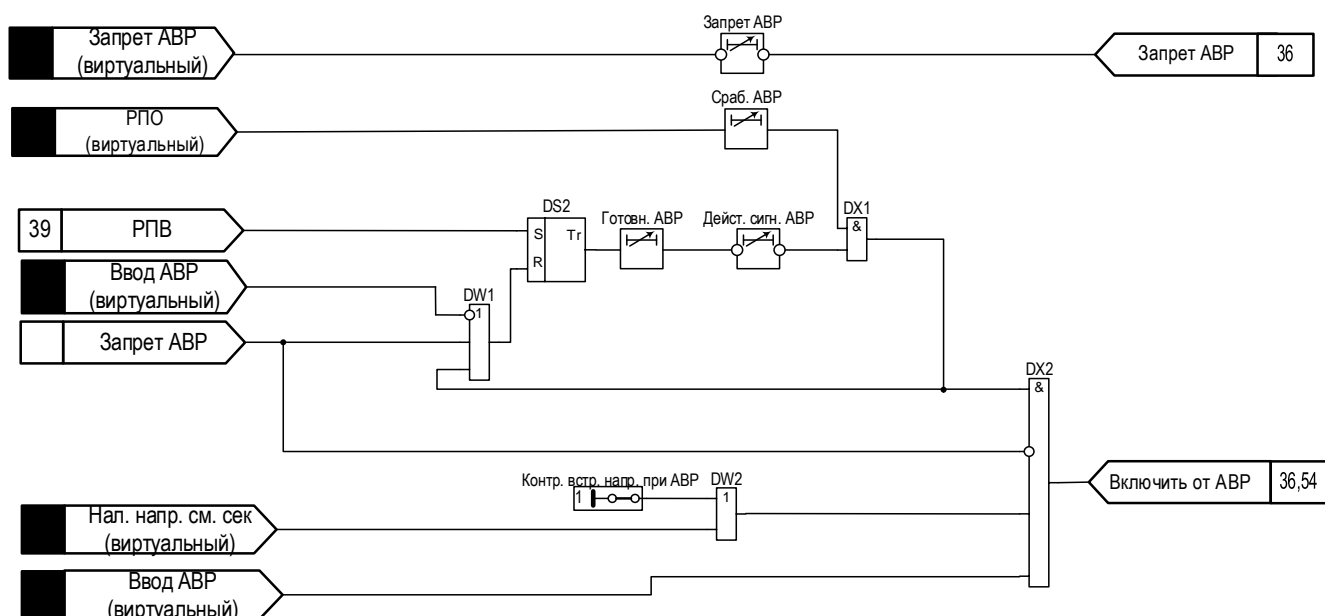 Запрет АВР
Запрет АВР
(виртуальный)
Запрет АВР
36
РПО
(виртуальный)
Сраб. АВР
39
РПВ
DS2
S
Tr
R
Готовн. АВР
Дейст. сигн. АВР
DX1
&
Ввод АВР
(виртуальный)
DW1
1
Запрет АВР
DX2
&
Контр. встр. напр. при АВР
1
DW2
1
Включить от АВР
36,54
Нал. напр. см. сек
(виртуальный)
Ввод АВР
(виртуальный)